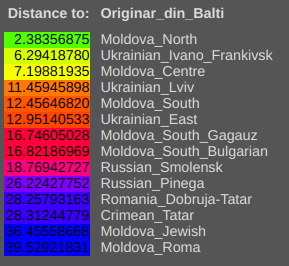 Distance to: Originar_din_Balti
2.38356875 Moldova_North
6.29418780 Ukrainian_Ivano_Frankivsk
7.19881935 Moldova_Centre
11.45945898 Ukrainian_Lviv
12.45646820 Moldova_South
12.95140533 Ukrainian_East
16.74605028 Moldova_South_Gagauz
16.82186969 Moldova_South_Bulgarian
18.76942727 Russian_Smolensk
26.22427752 Russian_Pinega
28.25793163 Romania_Dobruja-Tatar
28.31244779 Crimean_Tatar
36.45558668 Moldova_Jewish
39.52921831 Moldova_Roma